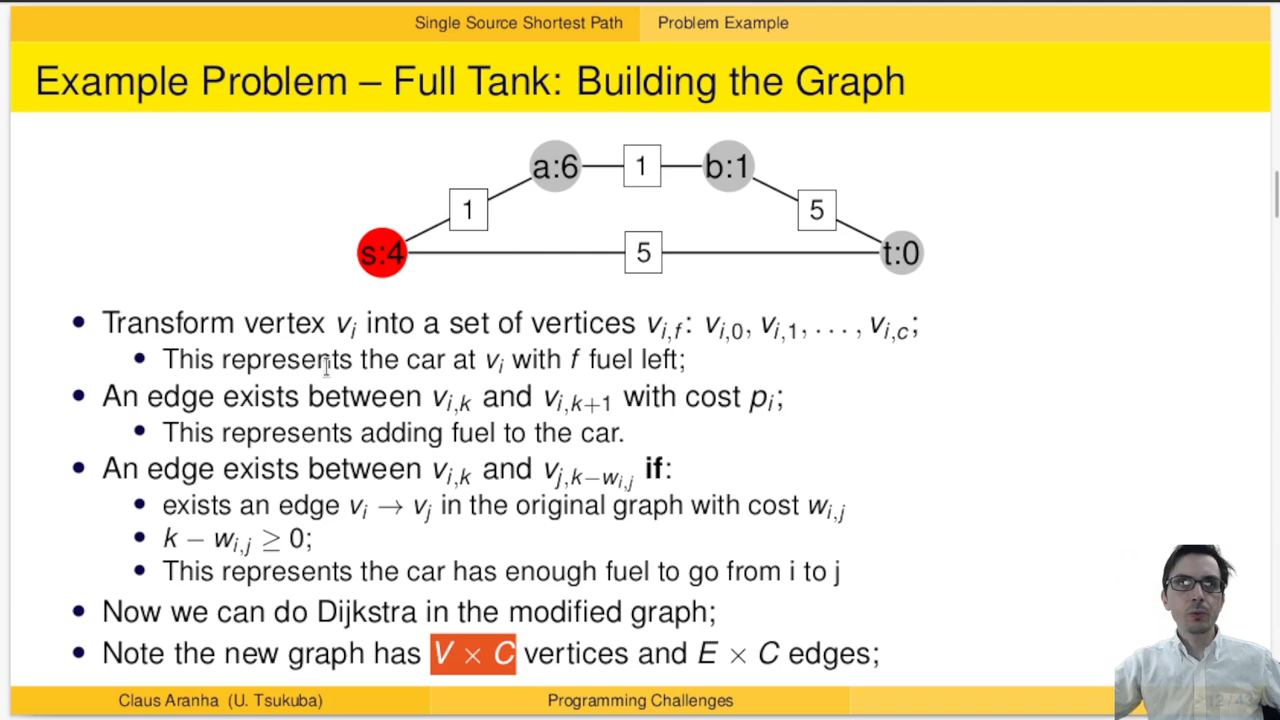 Single Source Shortest Path Problem Example
Example Problem – Full Tank: Building the Graph
a:6 1 b:1
1 5
s:4 5 t:0
• Transform vertex v_i into a set of vertices v_{i,f}: v_{i,0}, v_{i,1}, . . . , v_{i,c};
• This represents the car at v_i with f fuel left;
• An edge exists between v_{i,k} and v_{i,k+1} with cost p_i;
• This represents adding fuel to the car.
• An edge exists between v_{i,k} and v_{j,k−w_{i,j}} if:
• exists an edge v_i → v_j in the original graph with cost w_{i,j}
• k − w_{i,j} ≥ 0;
• This represents the car has enough fuel to go from i to j
• Now we can do Dijkstra in the modified graph;
• Note the new graph has V × C vertices and E × C edges;
Claus Aranha (U. Tsukuba) Programming Challenges